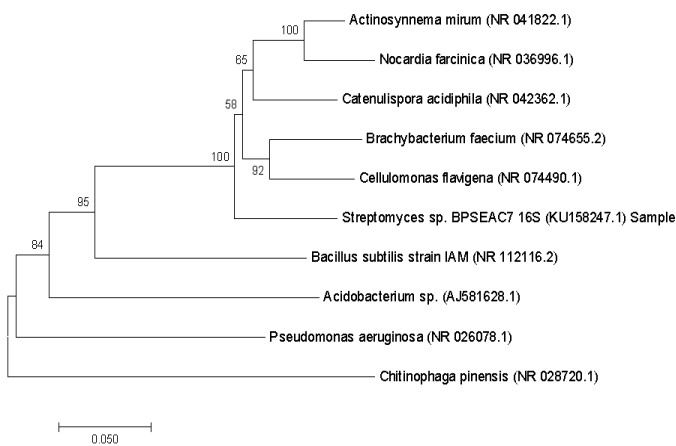 Actinosynnema mirum (NR 041822.1)
100
Nocardia farcinica (NR 036996.1)
65
Catenulispora acidiphila (NR 042362.1)
58
Brachybacterium faecium (NR 074655.2)
100
92
Cellulomonas flavigena (NR 074490.1)
95
Streptomyces sp. BPSEAC7 16S (KU158247.1) Sample
84
Bacillus subtilis strain IAM (NR 112116.2)
Acidobacterium sp. (AJ581628.1)
Pseudomonas aeruginosa (NR 026078.1)
Chitinophaga pinensis (NR 028720.1)
0.050